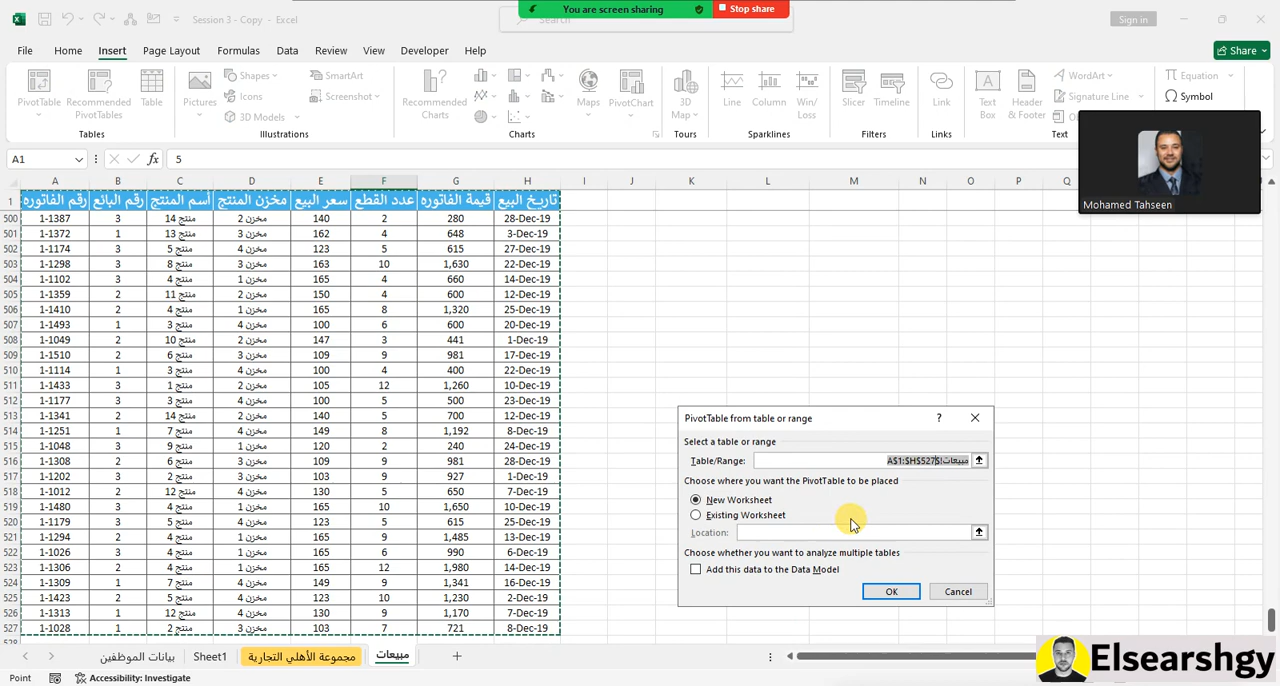 Session 3 - Copy - Excel
Search
You are screen sharing
Stop share
Sign in
File Home Insert Page Layout Formulas Data Review View Developer Help
Share
PivotTable
Recommended PivotTables
Table
Tables
Pictures
Shapes
Icons
3D Models
SmartArt
Screenshot
Illustrations
Recommended Charts
Maps
PivotChart
Charts
3D Map
Tours
Line
Column
Win/ Loss
Sparklines
Slicer
Timeline
Filters
Link
Links
Text Box
Header & Footer
WordArt
Signature Line
Text
Equation
Symbol
Mohamed Tahseen
A1
fx
5
A B C D E F G H I J K L M N O P Q
1 رقم الفاتوره رقم البائع أسم المنتج مخزن المنتج سعر البيع عدد القطع قيمة الفاتوره تاريخ البيع
500 1-1387 3 منتج 14 مخزن 2 140 2 280 28-Dec-19
501 1-1372 1 منتج 13 مخزن 3 162 4 648 3-Dec-19
502 1-1174 3 منتج 5 مخزن 4 123 5 615 27-Dec-19
503 1-1298 3 منتج 8 مخزن 3 163 10 1,630 22-Dec-19
504 1-1102 3 منتج 4 مخزن 1 165 4 660 14-Dec-19
505 1-1359 2 منتج 11 مخزن 2 150 4 600 12-Dec-19
506 1-1410 2 منتج 4 مخزن 1 165 8 1,320 25-Dec-19
507 1-1493 1 منتج 3 مخزن 4 100 6 600 20-Dec-19
508 1-1049 2 منتج 10 مخزن 2 147 3 441 1-Dec-19
509 1-1510 2 منتج 6 مخزن 3 109 9 981 17-Dec-19
510 1-1114 1 منتج 3 مخزن 4 100 4 400 22-Dec-19
511 1-1433 3 منتج 1 مخزن 2 105 12 1,260 10-Dec-19
512 1-1177 3 منتج 3 مخزن 4 100 5 500 23-Dec-19
513 1-1341 2 منتج 14 مخزن 2 140 5 700 12-Dec-19
514 1-1251 1 منتج 7 مخزن 4 149 8 1,192 8-Dec-19
515 1-1048 3 منتج 9 مخزن 1 120 2 240 24-Dec-19
516 1-1308 2 منتج 6 مخزن 3 109 9 981 28-Dec-19
517 1-1202 3 منتج 2 مخزن 3 103 9 927 1-Dec-19
518 1-1012 2 منتج 12 مخزن 4 130 5 650 7-Dec-19
519 1-1480 3 منتج 4 مخزن 1 165 10 1,650 10-Dec-19
520 1-1179 3 منتج 5 مخزن 4 123 5 615 25-Dec-19
521 1-1294 2 منتج 4 مخزن 1 165 9 1,485 13-Dec-19
522 1-1026 3 منتج 4 مخزن 1 165 6 990 6-Dec-19
523 1-1306 2 منتج 4 مخزن 1 165 12 1,980 14-Dec-19
524 1-1309 1 منتج 7 مخزن 4 149 9 1,341 16-Dec-19
525 1-1423 2 منتج 5 مخزن 4 123 10 1,230 2-Dec-19
526 1-1313 1 منتج 12 مخزن 4 130 9 1,170 7-Dec-19
527 1-1028 1 منتج 2 مخزن 3 103 7 721 8-Dec-19
528
PivotTable from table or range
?
Select a table or range
Table/Range: مبيعات!$A$1:$H$527
Choose where you want the PivotTable to be placed
New Worksheet
Existing Worksheet
Location:
Choose whether you want to analyze multiple tables
Add this data to the Data Model
OK Cancel
بيانات الموظفين Sheet1 مجموعة الأهلي التجارية مبيعات
Point Accessibility: Investigate
Elsearshgy